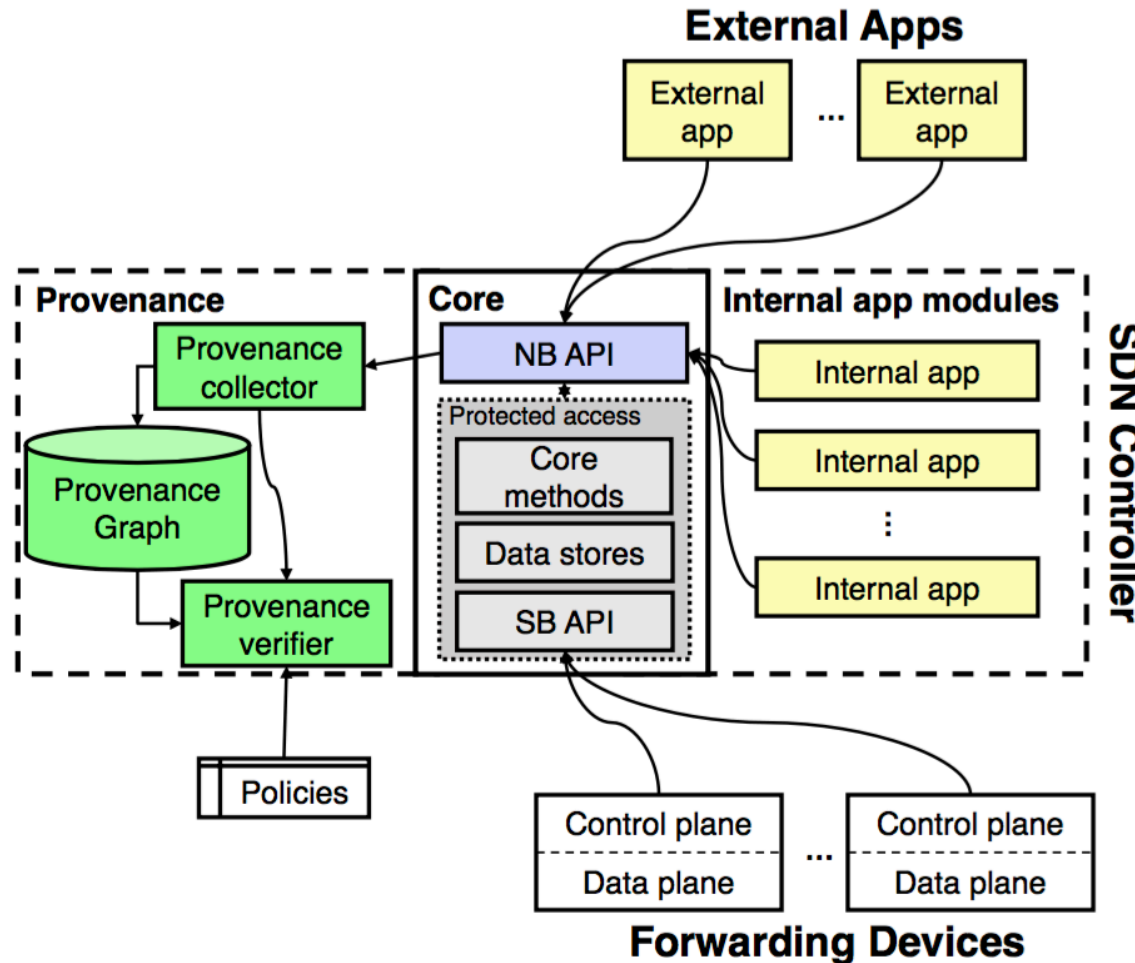 External Apps
External
app
...
External
app
Provenance
Core
Internal app modules
SDN Controller
Provenance
collector
NB API
Internal app
Protected access
Core
methods
Internal app
Provenance
Graph
...
Data stores
Internal app
Provenance
verifier
SB API
Policies
Control plane
Data plane
...
Control plane
Data plane
Forwarding Devices